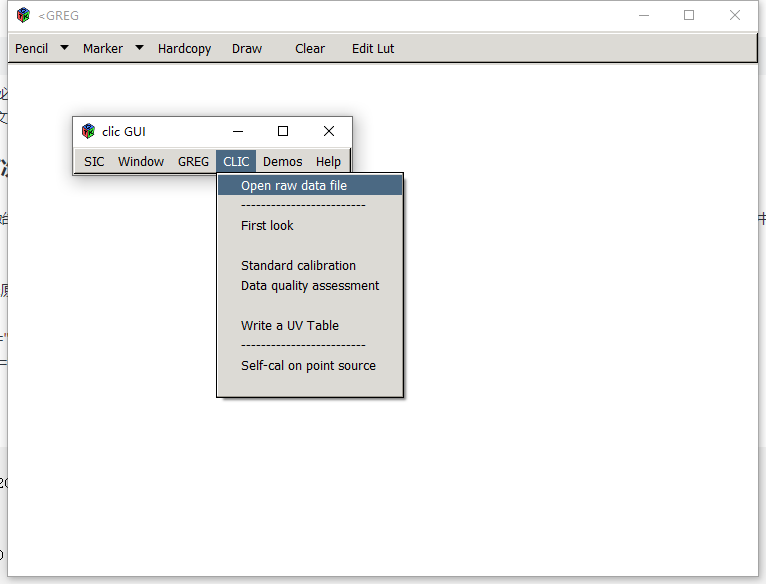 <GREG
Pencil Marker Hardcopy Draw Clear Edit Lut
clic GUI
SIC Window GREG CLIC Demos Help
Open raw data file
-------------------------
First look
Standard calibration
Data quality assessment
Write a UV Table
-------------------------
Self-cal on point source